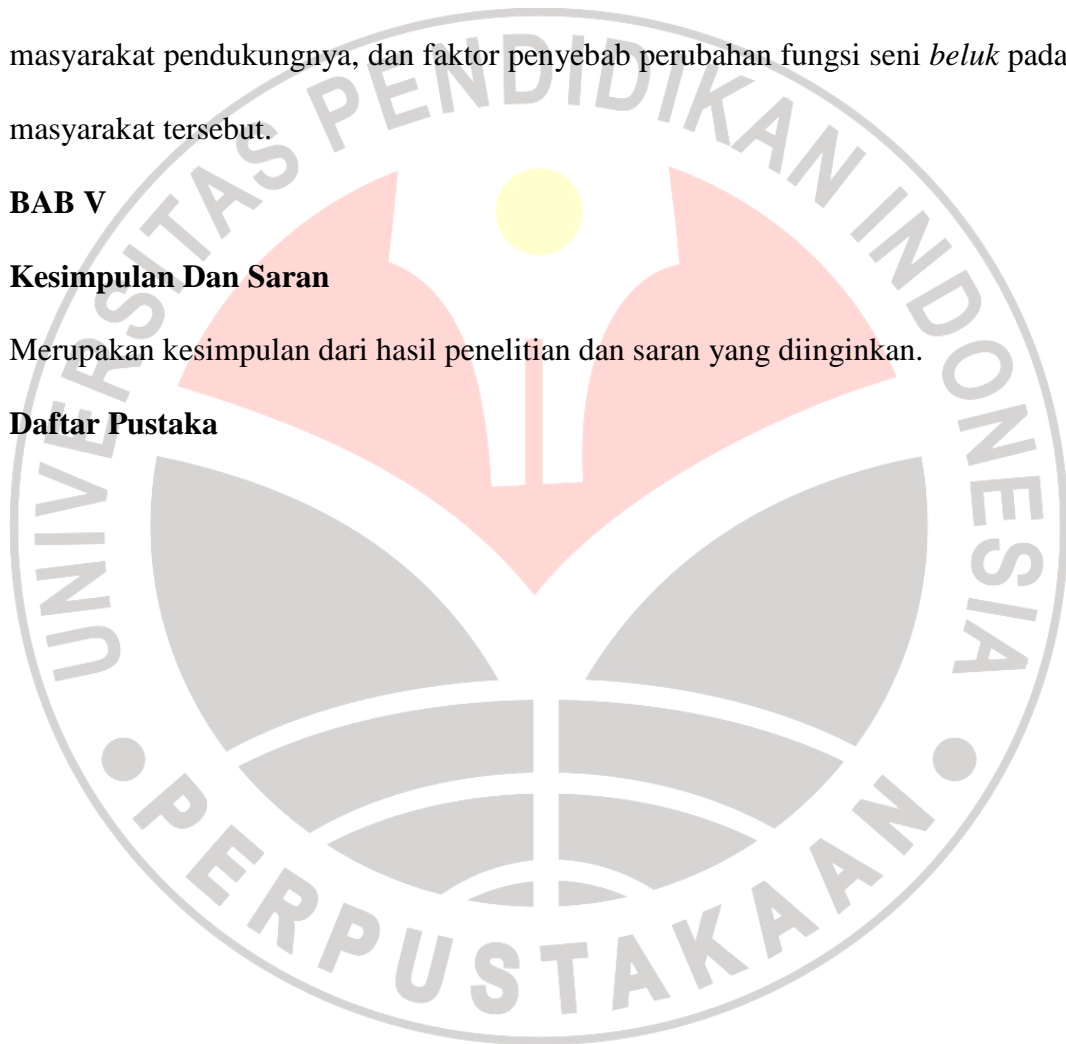 masyarakat pendukungnya, dan faktor penyebab perubahan fungsi seni beluk pada
masyarakat tersebut.
BAB V
Kesimpulan Dan Saran
Merupakan kesimpulan dari hasil penelitian dan saran yang diinginkan.
Daftar Pustaka
UNIVERSITAS PENDIDIKAN INDONESIA
PERPUSTAKAAN